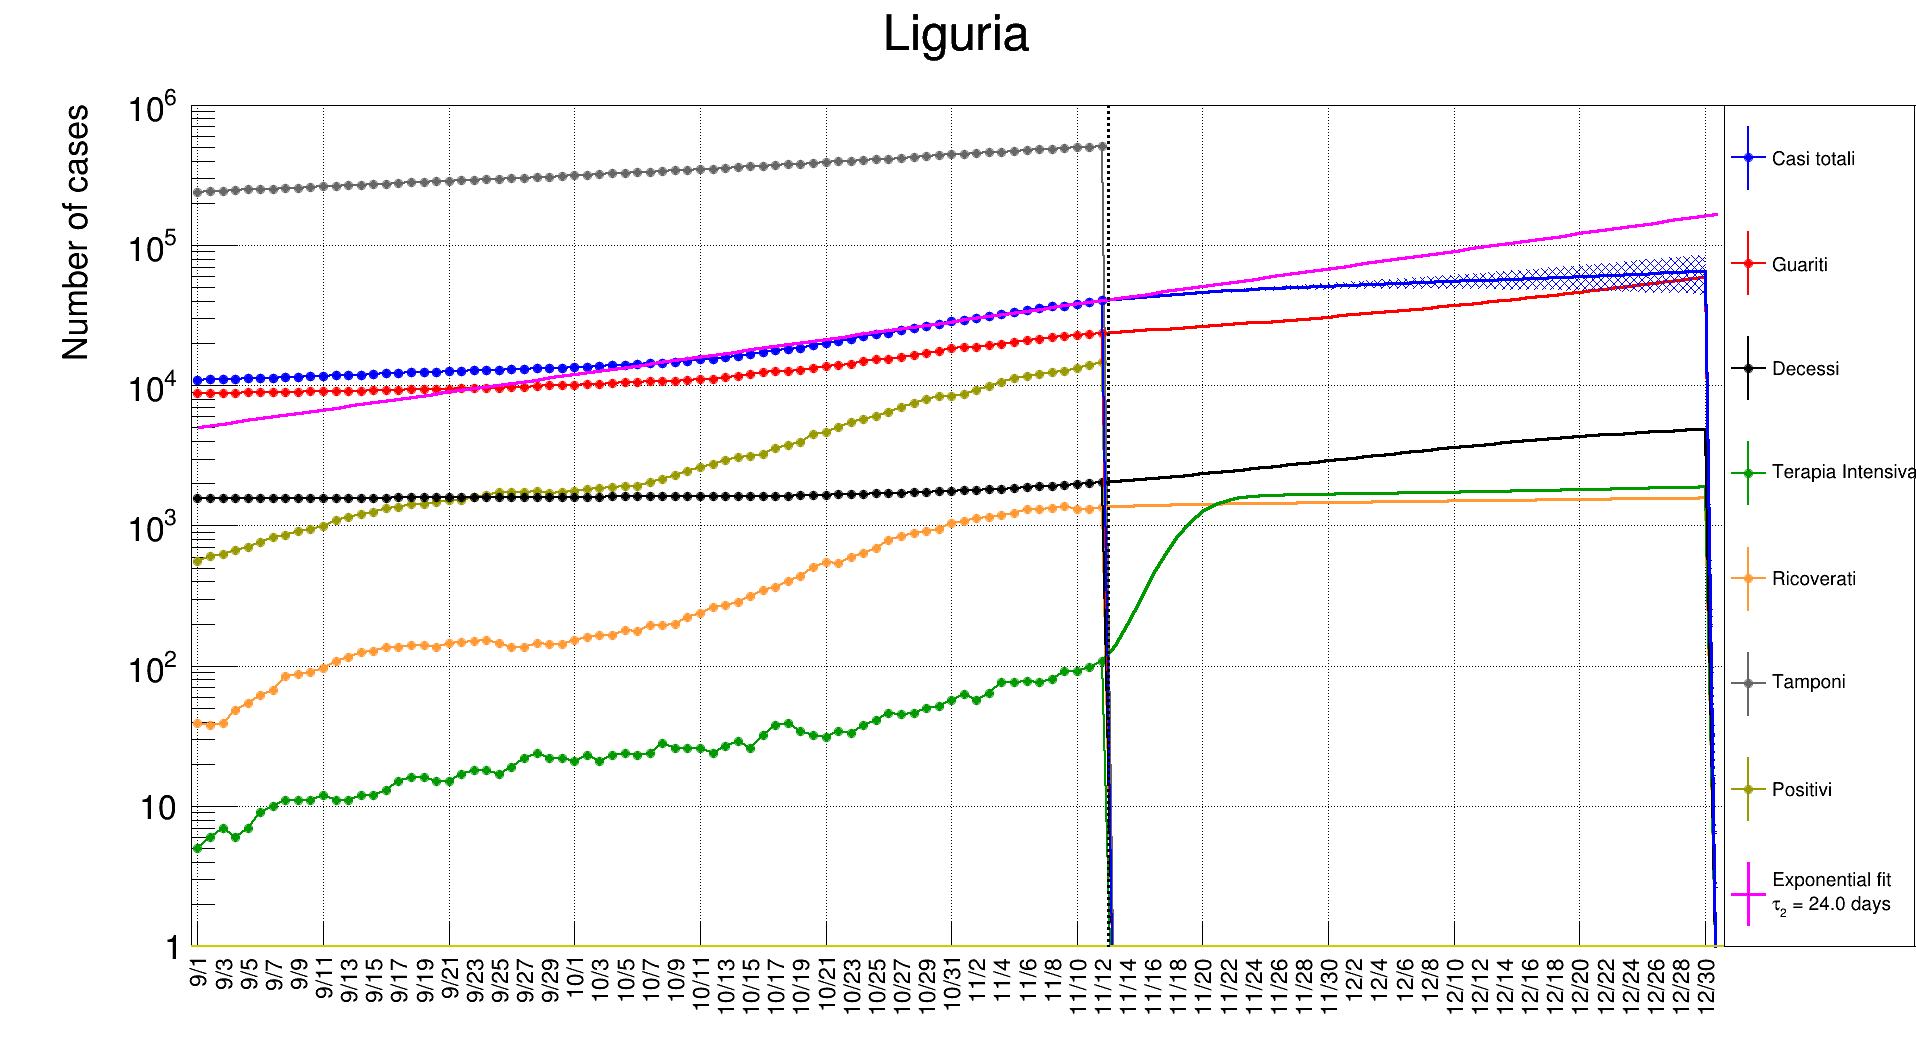 Liguria
Number of cases
10^6
10^5
10^4
10^3
10^2
10
1
9/1 9/3 9/5 9/7 9/9 9/11 9/13 9/15 9/17 9/19 9/21 9/23 9/25 9/27 9/29 10/1 10/3 10/5 10/7 10/9 10/11 10/13 10/15 10/17 10/19 10/21 10/23 10/25 10/27 10/29 10/31 11/2 11/4 11/6 11/8 11/10 11/12 11/14 11/16 11/18 11/20 11/22 11/24 11/26 11/28 11/30 12/2 12/4 12/6 12/8 12/10 12/12 12/14 12/16 12/18 12/20 12/22 12/24 12/26 12/28 12/30
Casi totali
Guariti
Decessi
Terapia Intensiva
Ricoverati
Tamponi
Positivi
Exponential fit
τ₂ = 24.0 days